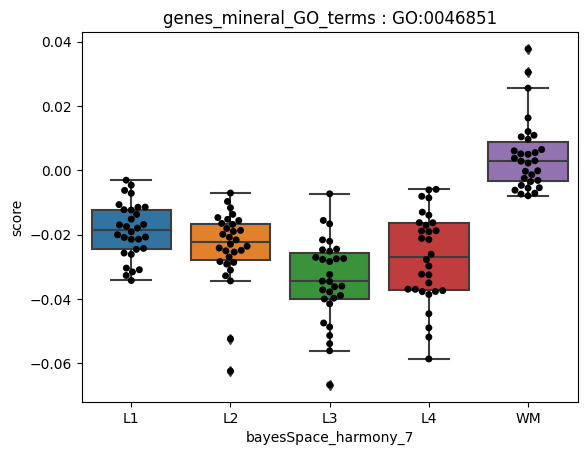 genes_mineral_GO_terms : GO:0046851
0.04
0.02
0.00
−0.02
−0.04
−0.06
score
L1 L2 L3 L4 WM
bayesSpace_harmony_7